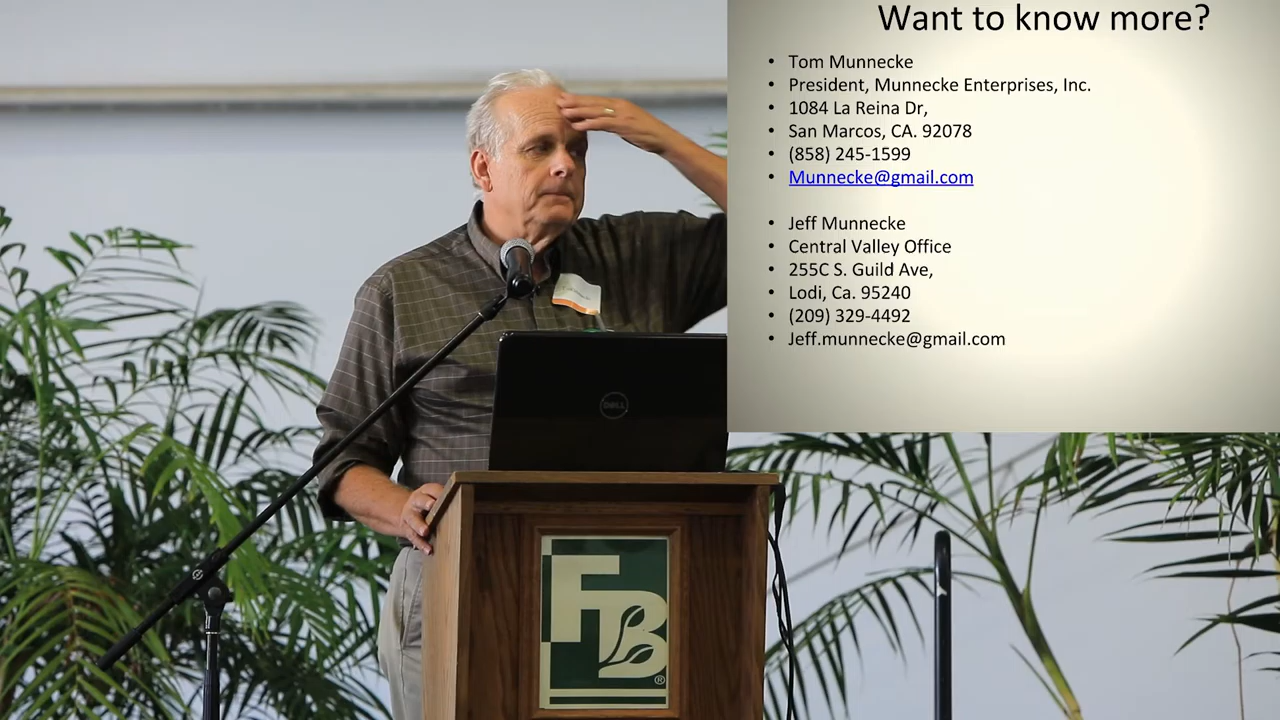 Want to know more?
• Tom Munnecke
• President, Munnecke Enterprises, Inc.
• 1084 La Reina Dr,
• San Marcos, CA. 92078
• (858) 245-1599
• Munnecke@gmail.com
• Jeff Munnecke
• Central Valley Office
• 255C S. Guild Ave,
• Lodi, Ca. 95240
• (209) 329-4492
• Jeff.munnecke@gmail.com
DELL
FB®